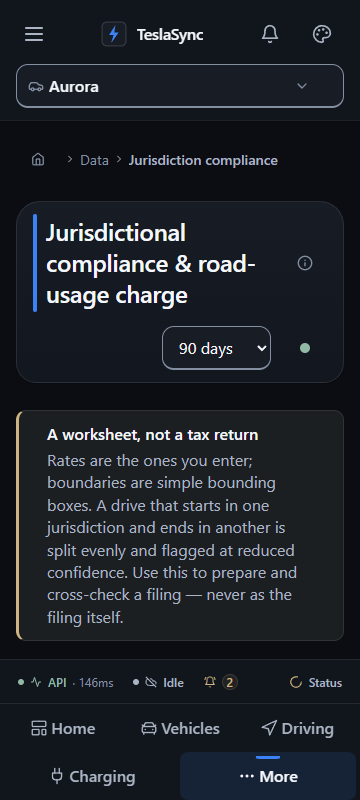 TeslaSync
Aurora
Data
Jurisdiction compliance
Jurisdictional
compliance & road-
usage charge
90 days
A worksheet, not a tax return
Rates are the ones you enter;
boundaries are simple bounding
boxes. A drive that starts in one
jurisdiction and ends in another is
split evenly and flagged at reduced
confidence. Use this to prepare and
cross-check a filing — never as the
filing itself.
API · 146ms
Idle
2
Status
Home
Vehicles
Driving
Charging
More